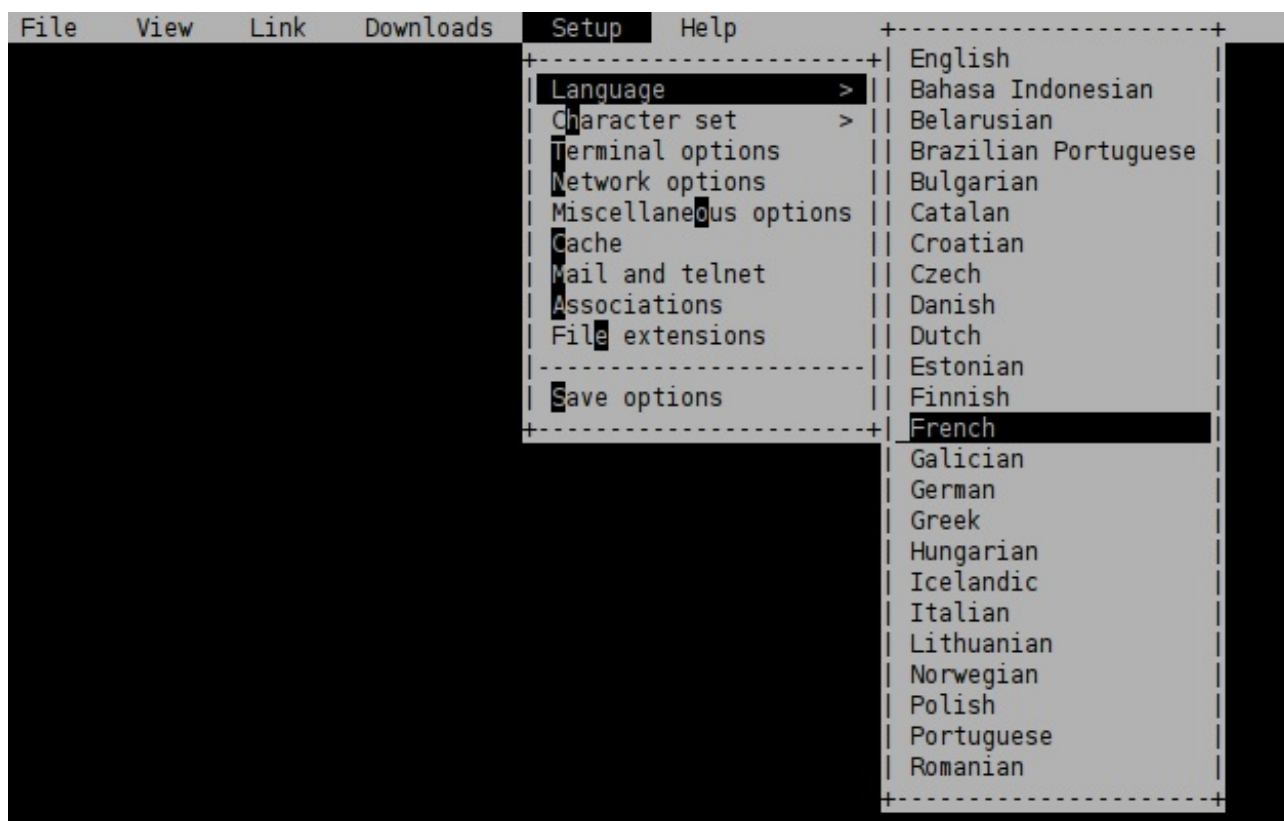 File View Link Downloads Setup Help
Language >
Character set >
Terminal options
Network options
Miscellaneous options
Cache
Mail and telnet
Associations
File extensions
Save options
English
Bahasa Indonesian
Belarusian
Brazilian Portuguese
Bulgarian
Catalan
Croatian
Czech
Danish
Dutch
Estonian
Finnish
French
Galician
German
Greek
Hungarian
Icelandic
Italian
Lithuanian
Norwegian
Polish
Portuguese
Romanian